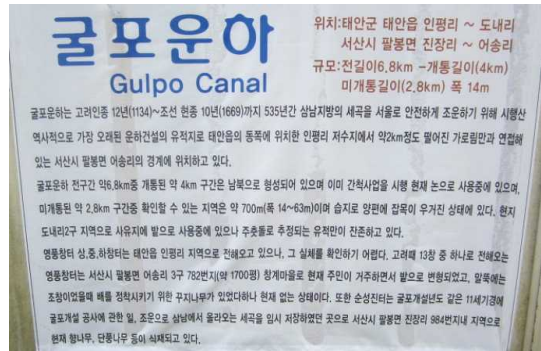 굴포운하
Gulpo Canal
위치:태안군 태안읍 인평리 ~ 도내리
서산시 팔봉면 진장리 ~ 어송리
규모:전길이6.8km -개통길이(4km)
미개통길이(2.8km) 폭 14m
굴포운하는 고려인종 12년(1134)~조선 현종 10년(1669)까지 535년간 삼남지방의 세곡을 서울로 안전하게 조운하기 위해 시행산
역사적으로 가장 오래된 운하건설의 유적지로 태안읍의 동쪽에 위치한 인평리 저수지에서 약2km정도 떨어진 가로림만과 연접해
있는 서산시 팔봉면 어송리의 경계에 위치하고 있다.
굴포운하 전구간 약6.8km중 개통된 약 4km 구간은 남북으로 형성되어 있으며 이미 간척사업을 시행 현재 논으로 사용중에 있으며,
미개통된 약 2.8km 구간중 확인할 수 있는 지역은 약 700m(폭 14~63m)이며 습지로 양편에 잡목이 우거진 상태에 있다. 현지
도내리2구 지역으로 사유지에 밭으로 사용중에 있으나 주춧돌로 추정되는 유적만이 잔존하고 있다.
영풍창터 상,중,하창터는 태안읍 인평리 지역으로 전해오고 있으나, 그 실체를 확인하기 어렵다. 고려때 13창 중 하나로 전해오는
영풍창터는 서산시 팔봉면 어송리 3구 782번지(약 1700평) 창계마을로 현재 주민이 거주하면서 밭으로 변형되었고, 말뚝에는
조창이었을때 배를 정착시키기 위한 꾸지나무가 있었다하나 현재 없는 상태이다. 또한 순성진터는 굴포개설년도 같은 11세기경에
굴포개설 공사에 관한 일, 조운으로 삼남에서 올라오는 세곡을 임시 저장하였던 곳으로 서산시 팔봉면 진장리 984번지내 지역으로
현재 향나무, 단풍나무 등이 식재되고 있다.